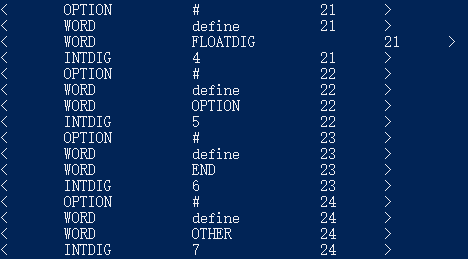 < OPTION # 21 >
< WORD define 21 >
< WORD FLOATDIG 21 >
< INTDIG 4 21 >
< OPTION # 22 >
< WORD define 22 >
< WORD OPTION 22 >
< INTDIG 5 22 >
< OPTION # 23 >
< WORD define 23 >
< WORD END 23 >
< INTDIG 6 23 >
< OPTION # 24 >
< WORD define 24 >
< WORD OTHER 24 >
< INTDIG 7 24 >